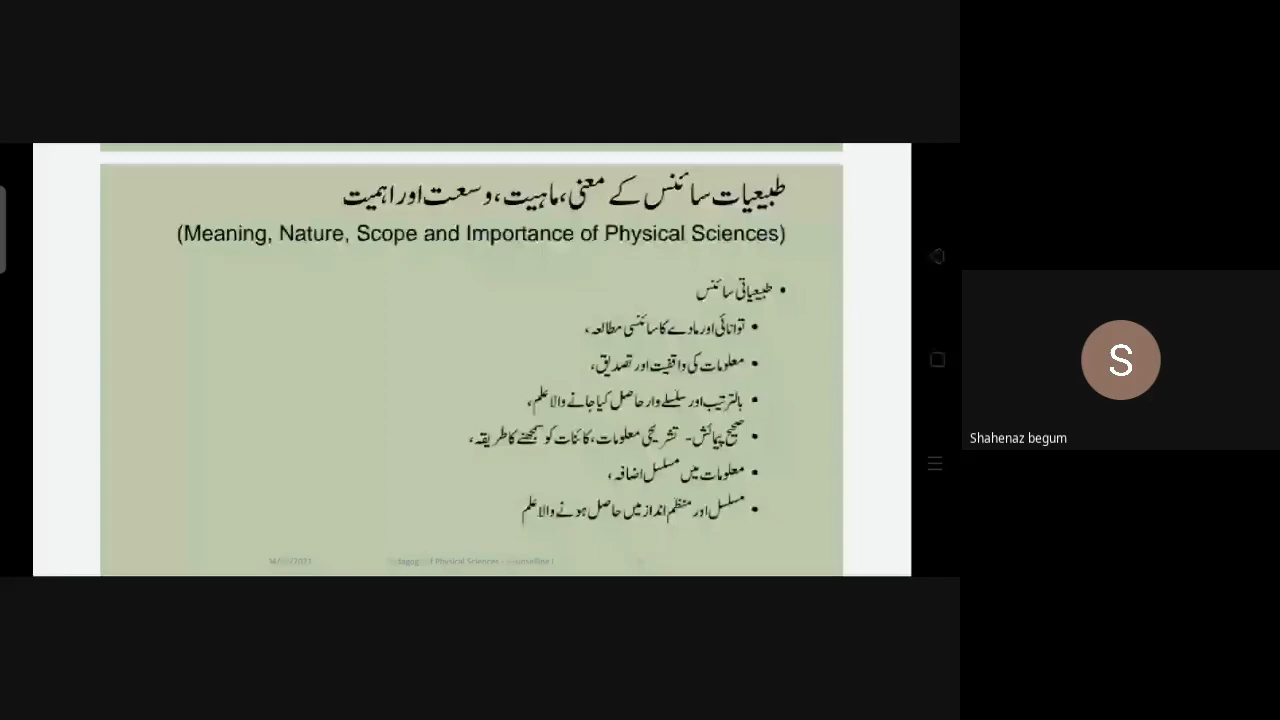 طبیعیات سائنس کے معنی، ماہیت، وسعت اور اہمیت
(Meaning, Nature, Scope and Importance of Physical Sciences)
• طبیعیاتی سائنس
• توانائی اور مادے کا سائنسی مطالعہ،
• معلومات کی واقفیت اور تصدیق،
• بالترتیب اور سلسلے وار حاصل کیا جانے والا علم،
• صحیح پیمائش - تشریحی معلومات، کائنات کو سمجھنے کا طریقہ،
• معلومات میں مسلسل اضافہ،
• مسلسل اور منظم انداز میں حاصل ہونے والا علم
of Physical Sciences -
S
Shahenaz begum